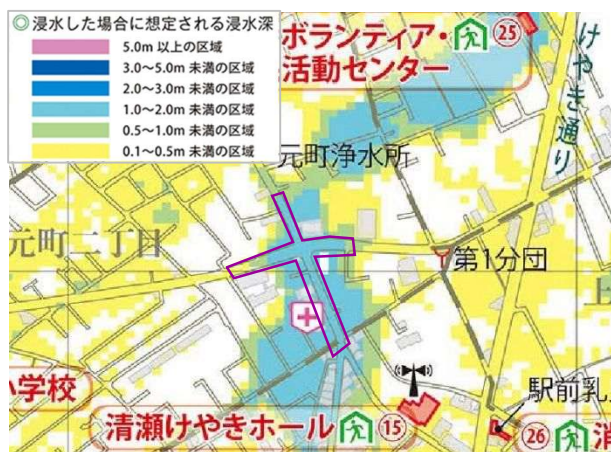 ◎浸水した場合に想定される浸水深
5.0m 以上の区域
3.0～5.0m 未満の区域
2.0～3.0m 未満の区域
1.0～2.0m 未満の区域
0.5～1.0m 未満の区域
0.1～0.5m 未満の区域
ボランティア・
活動センター
25
けやき通り
元町浄水所
元町二丁目
第1分団
上
小学校
駅前乳
清瀬けやきホール
15
26
消